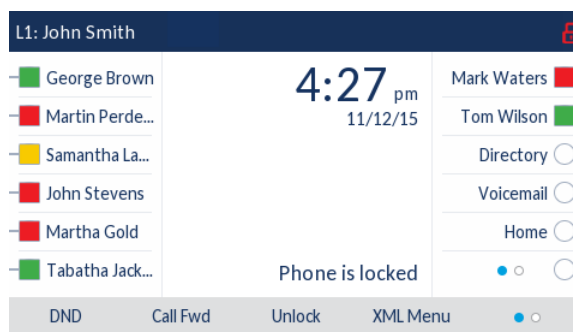 L1: John Smith
George Brown
Martin Perde...
Samantha La...
John Stevens
Martha Gold
Tabatha Jack...
4:27 pm
11/12/15
Phone is locked
Mark Waters
Tom Wilson
Directory
Voicemail
Home
DND Call Fwd Unlock XML Menu